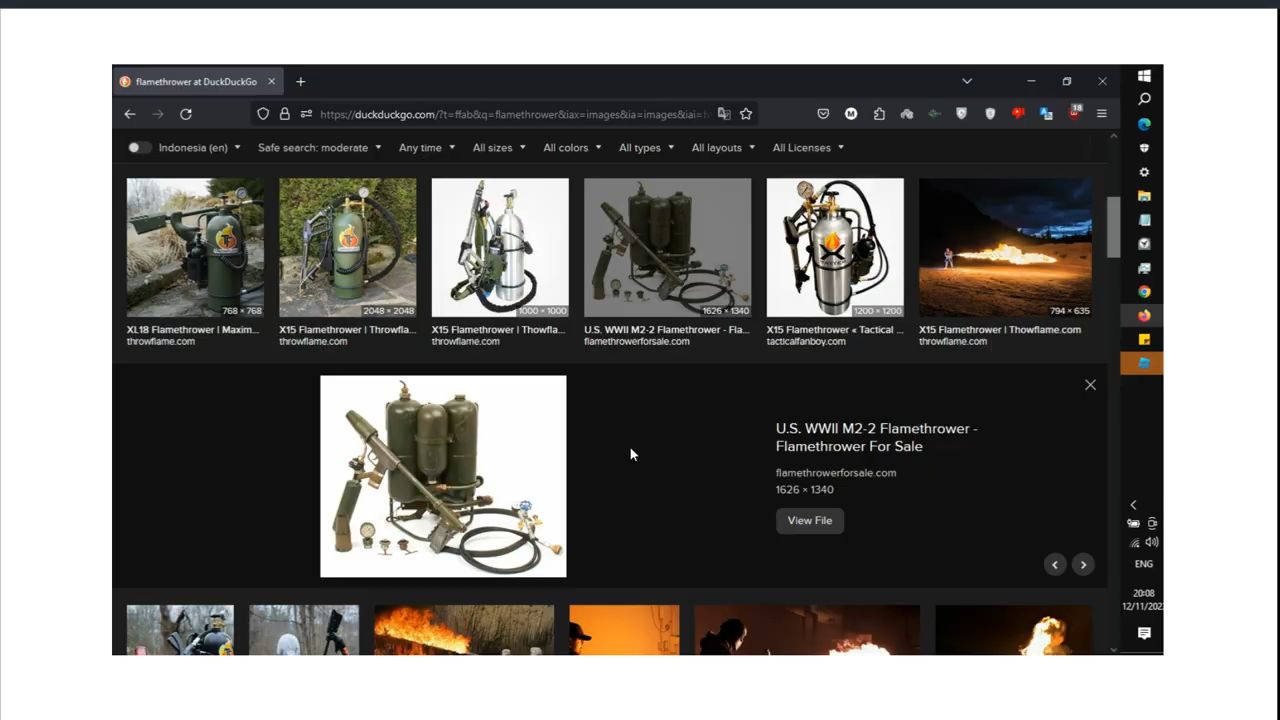 flamethrower at DuckDuckGo
https://duckduckgo.com/?t=ffab&q=flamethrower&iax=images&ia=images&iai=
18
Indonesia (en) Safe search: moderate Any time All sizes All colors All types All layouts All Licenses
768 × 768 2048 × 2048 1000 × 1000 1626 × 1340 1200 × 1200 794 × 635
XL18 Flamethrower | Maxim... X15 Flamethrower | Throwfla... X15 Flamethrower | Thowfla... U.S. WWII M2-2 Flamethrower - Fla... X15 Flamethrower « Tactical ... X15 Flamethrower | Thowflame.com
throwflame.com throwflame.com throwflame.com flamethrowerforsale.com tacticalfanboy.com throwflame.com
U.S. WWII M2-2 Flamethrower -
Flamethrower For Sale
flamethrowerforsale.com
1626 × 1340
View File
ENG
20:08